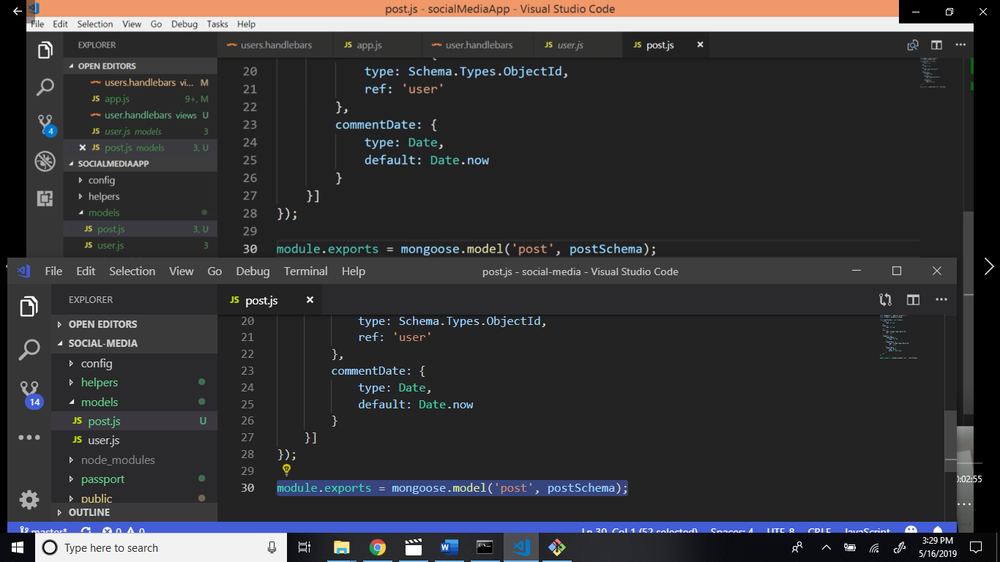 post.js - socialMediaApp - Visual Studio Code
File Edit Selection View Go Debug Tasks Help
EXPLORER
users.handlebars
JS app.js
user.handlebars
JS user.js
JS post.js ×
OPEN EDITORS
users.handlebars vi... M
JS app.js 9+, M
user.handlebars views U
JS user.js models 3
× JS post.js models 3, U
SOCIALMEDIAAPP
config
helpers
models
JS post.js 3, U
JS user.js 3
4
20 type: Schema.Types.ObjectId,
21 ref: 'user'
22 },
23 commentDate: {
24 type: Date,
25 default: Date.now
26 }
27 }]
28 });
29
30 module.exports = mongoose.model('post', postSchema);
File Edit Selection View Go Debug Terminal Help
post.js - social-media - Visual Studio Code
EXPLORER
JS post.js ×
OPEN EDITORS
SOCIAL-MEDIA
config
helpers
models
JS post.js U
JS user.js
node_modules
passport
public
OUTLINE
14
20 type: Schema.Types.ObjectId,
21 ref: 'user'
22 },
23 commentDate: {
24 type: Date,
25 default: Date.now
26 }
27 }]
28 });
29
30 module.exports = mongoose.model('post', postSchema);
0:02:55
master* 0 0 Ln 30, Col 1 (52 selected) Spaces: 4 UTF-8 CRLF JavaScript
Type here to search
3:29 PM
5/16/2019